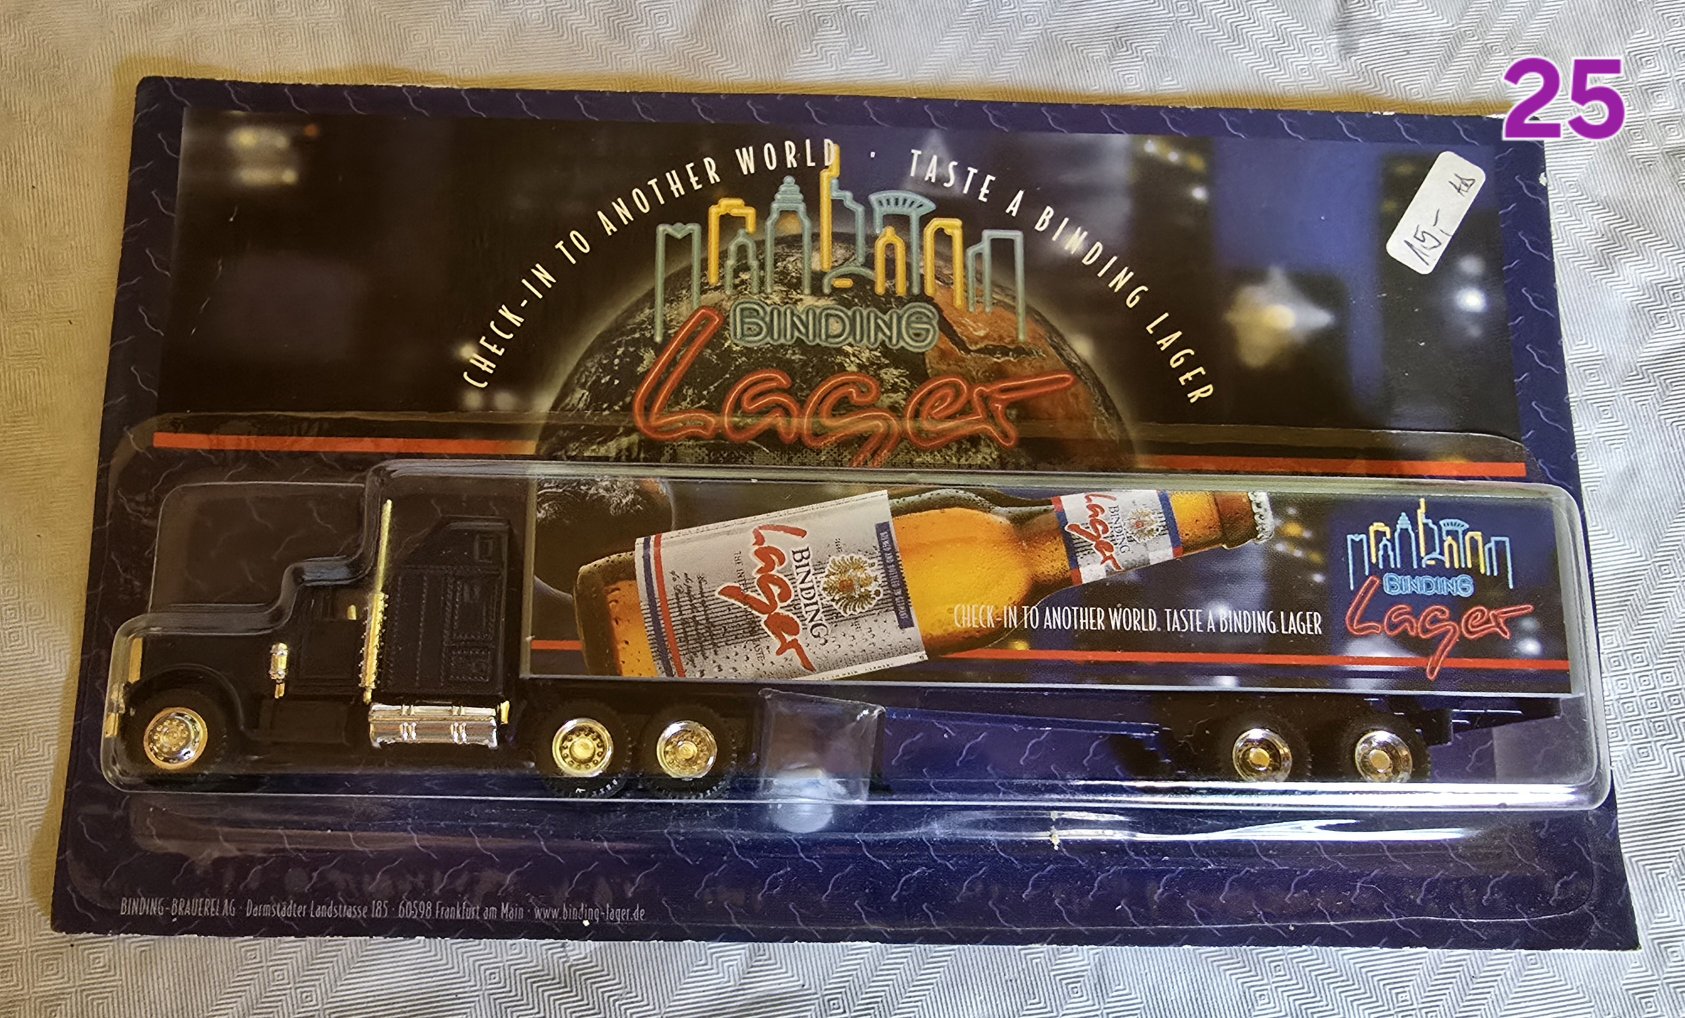 25
CHECK-IN TO ANOTHER WORLD · TASTE A BINDING LAGER
15,-
BINDING
Lager
BINDING
Lager
BINDING
Lager
CHECK-IN TO ANOTHER WORLD. TASTE A BINDING LAGER
BINDING
Lager
BINDING-BRAUEREI AG · Darmstädter Landstrasse 185 · 60598 Frankfurt am Main · www.binding-lager.de